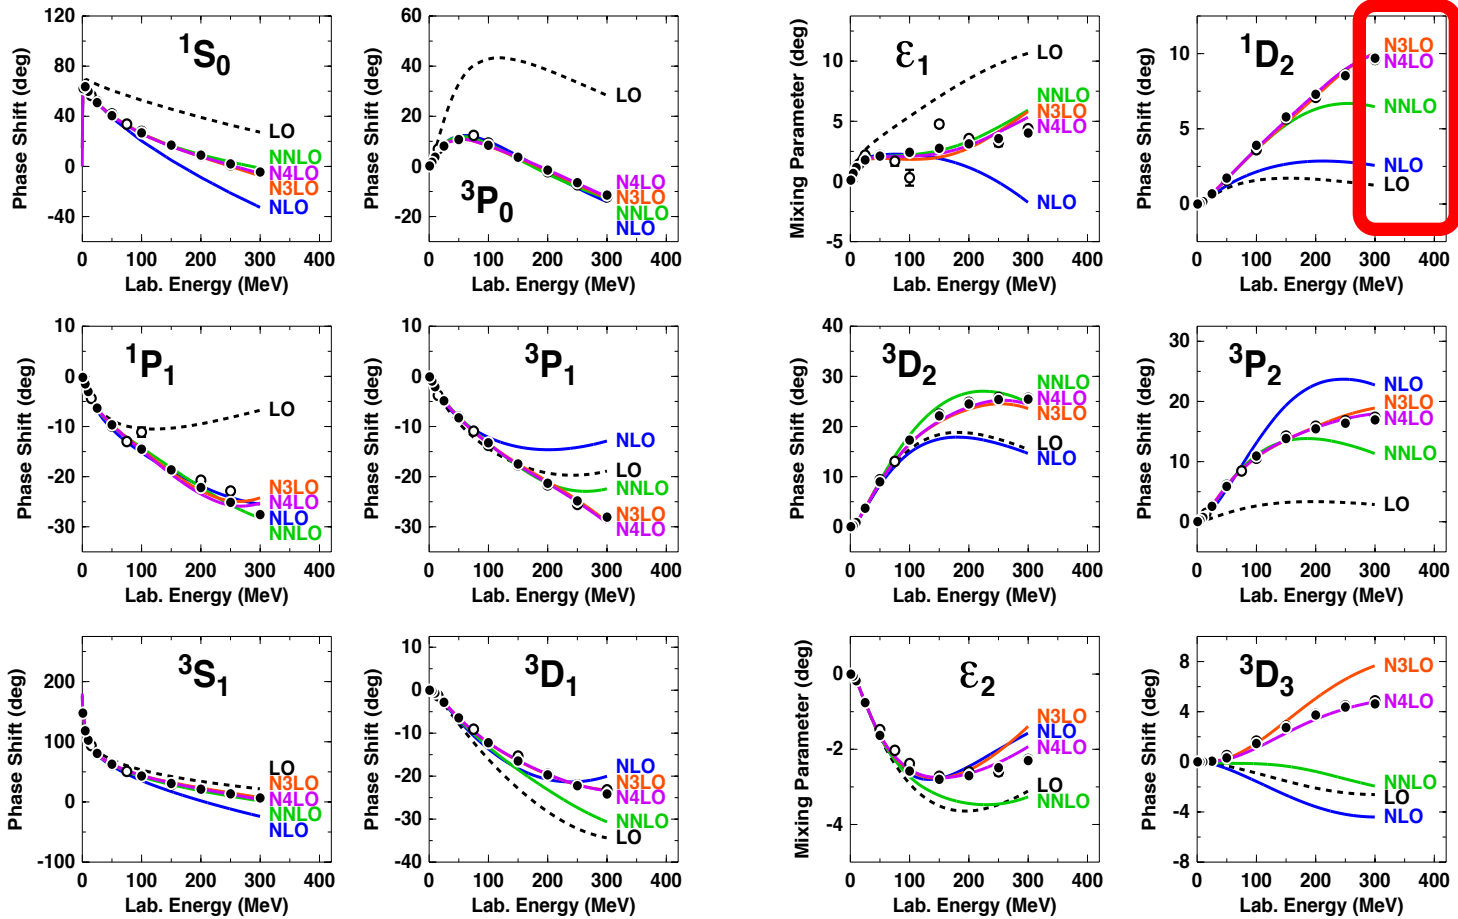 120
80
40
0
-40
Phase Shift (deg)
1S0
LO
NNLO
N4LO
N3LO
NLO
0 100 200 300 400
Lab. Energy (MeV)
60
40
20
0
20
Phase Shift (deg)
3P0
LO
N4LO
N3LO
NNLO
NLO
0 100 200 300 400
Lab. Energy (MeV)
10
5
0
-5
Mixing Parameter (deg)
ε1
LO
NNLO
N3LO
N4LO
NLO
0 100 200 300 400
Lab. Energy (MeV)
10
5
0
Phase Shift (deg)
1D2
N3LO
N4LO
NNLO
NLO
LO
0 100 200 300 400
Lab. Energy (MeV)
10
0
-10
-20
-30
Phase Shift (deg)
1P1
LO
N3LO
N4LO
NLO
NNLO
0 100 200 300 400
Lab. Energy (MeV)
10
0
-10
-20
-30
Phase Shift (deg)
3P1
NLO
LO
NNLO
N3LO
N4LO
0 100 200 300 400
Lab. Energy (MeV)
40
30
20
10
0
Phase Shift (deg)
3D2
NNLO
N4LO
N3LO
LO
NLO
0 100 200 300 400
Lab. Energy (MeV)
30
20
10
0
Phase Shift (deg)
3P2
NLO
N3LO
N4LO
NNLO
LO
0 100 200 300 400
Lab. Energy (MeV)
200
100
0
-100
Phase Shift (deg)
3S1
LO
N3LO
N4LO
NNLO
NLO
0 100 200 300 400
Lab. Energy (MeV)
10
0
-10
-20
-30
-40
Phase Shift (deg)
3D1
NLO
N3LO
N4LO
NNLO
LO
0 100 200 300 400
Lab. Energy (MeV)
0
-2
-4
Mixing Parameter (deg)
ε2
N3LO
NLO
N4LO
LO
NNLO
0 100 200 300 400
Lab. Energy (MeV)
8
4
0
-4
-8
Phase Shift (deg)
3D3
N3LO
N4LO
NNLO
LO
NLO
0 100 200 300 400
Lab. Energy (MeV)